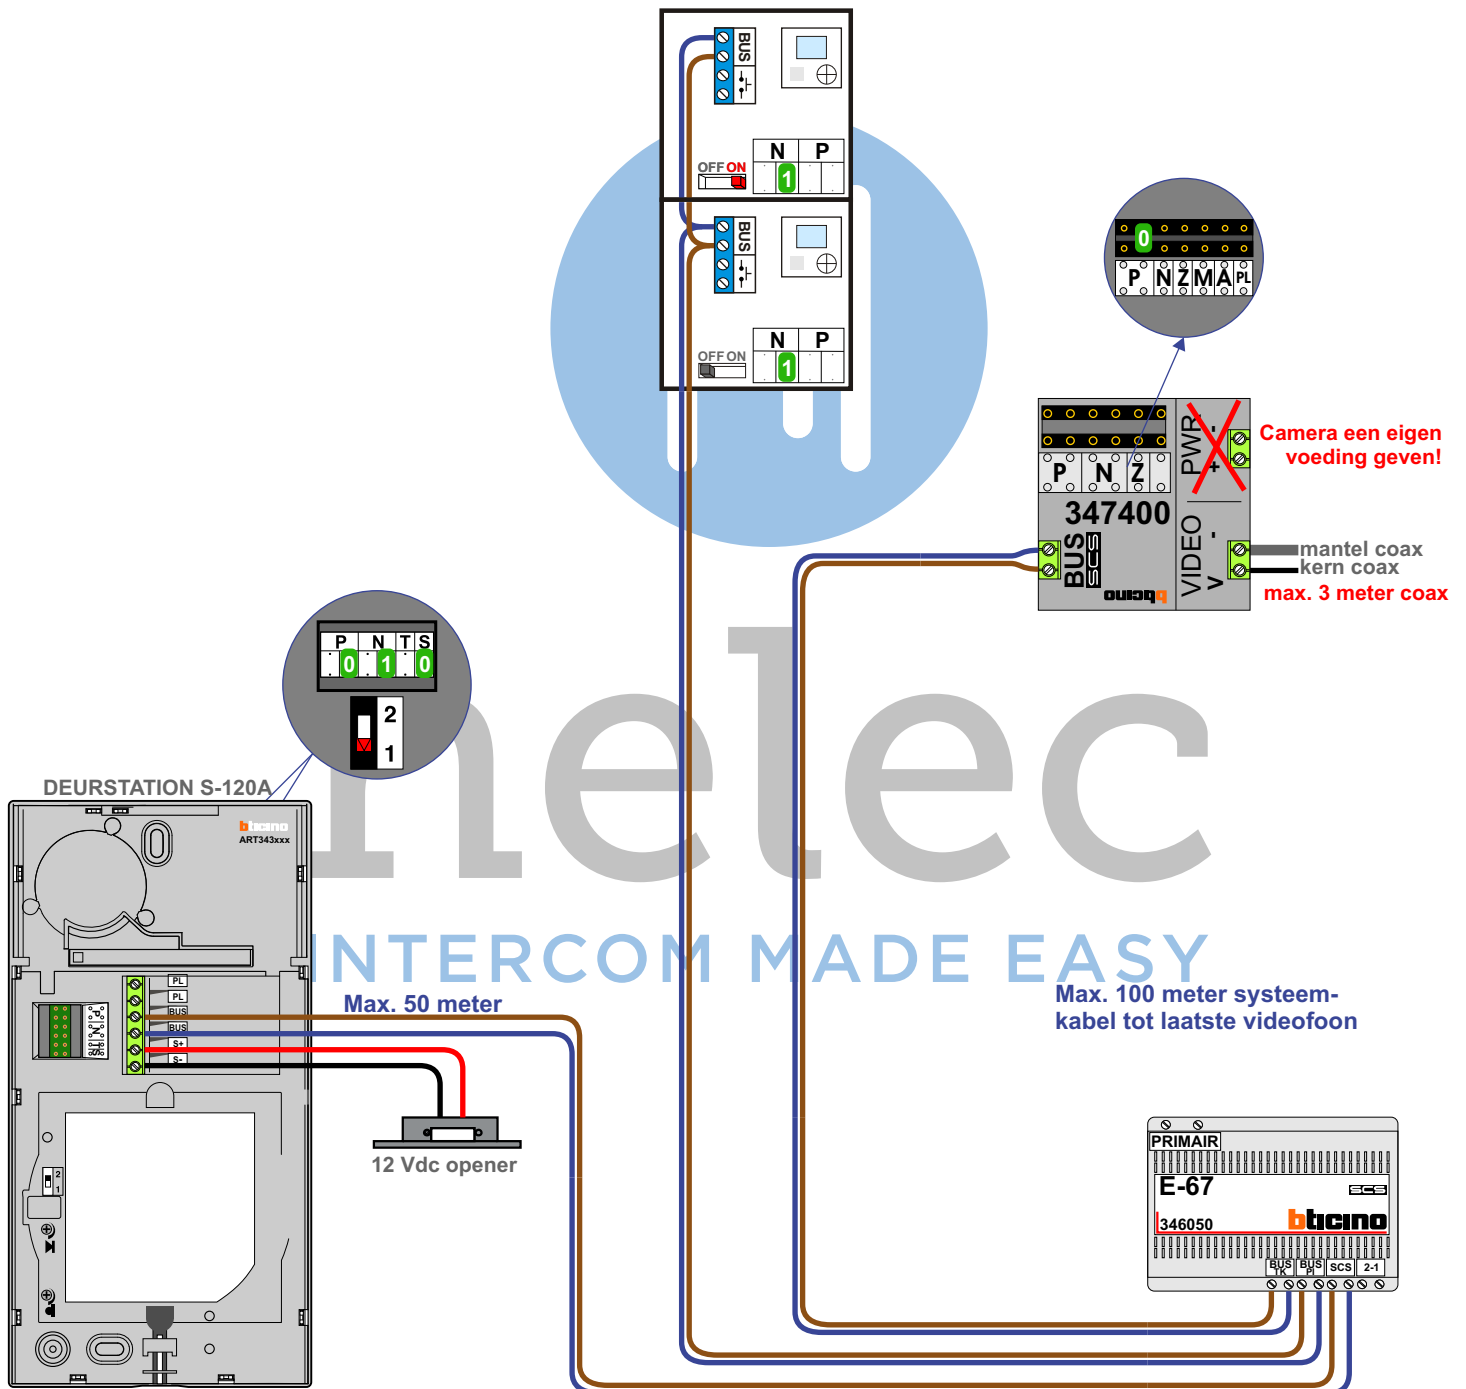 BUS
N P
OFF ON
1
BUS
N P
OFF ON
1
0
P N Z M A PL
P N Z
PWR - +
347400
BUS
SCS
bticino
VIDEO - V
Camera een eigen
voeding geven!
mantel coax
kern coax
max. 3 meter coax
P N T S
0 1 0
2
1
DEURSTATION S-120A
bticino
ART343xxx
nelec
INTERCOM MADE EASY
PL
PL
BUS
BUS
S+
S-
P N T S
2
1
Max. 50 meter
12 Vdc opener
Max. 100 meter systeem-
kabel tot laatste videofoon
PRIMAIR
E-67
SCS
346050
bticino
BUS TK
BUS PI
SCS
2-1